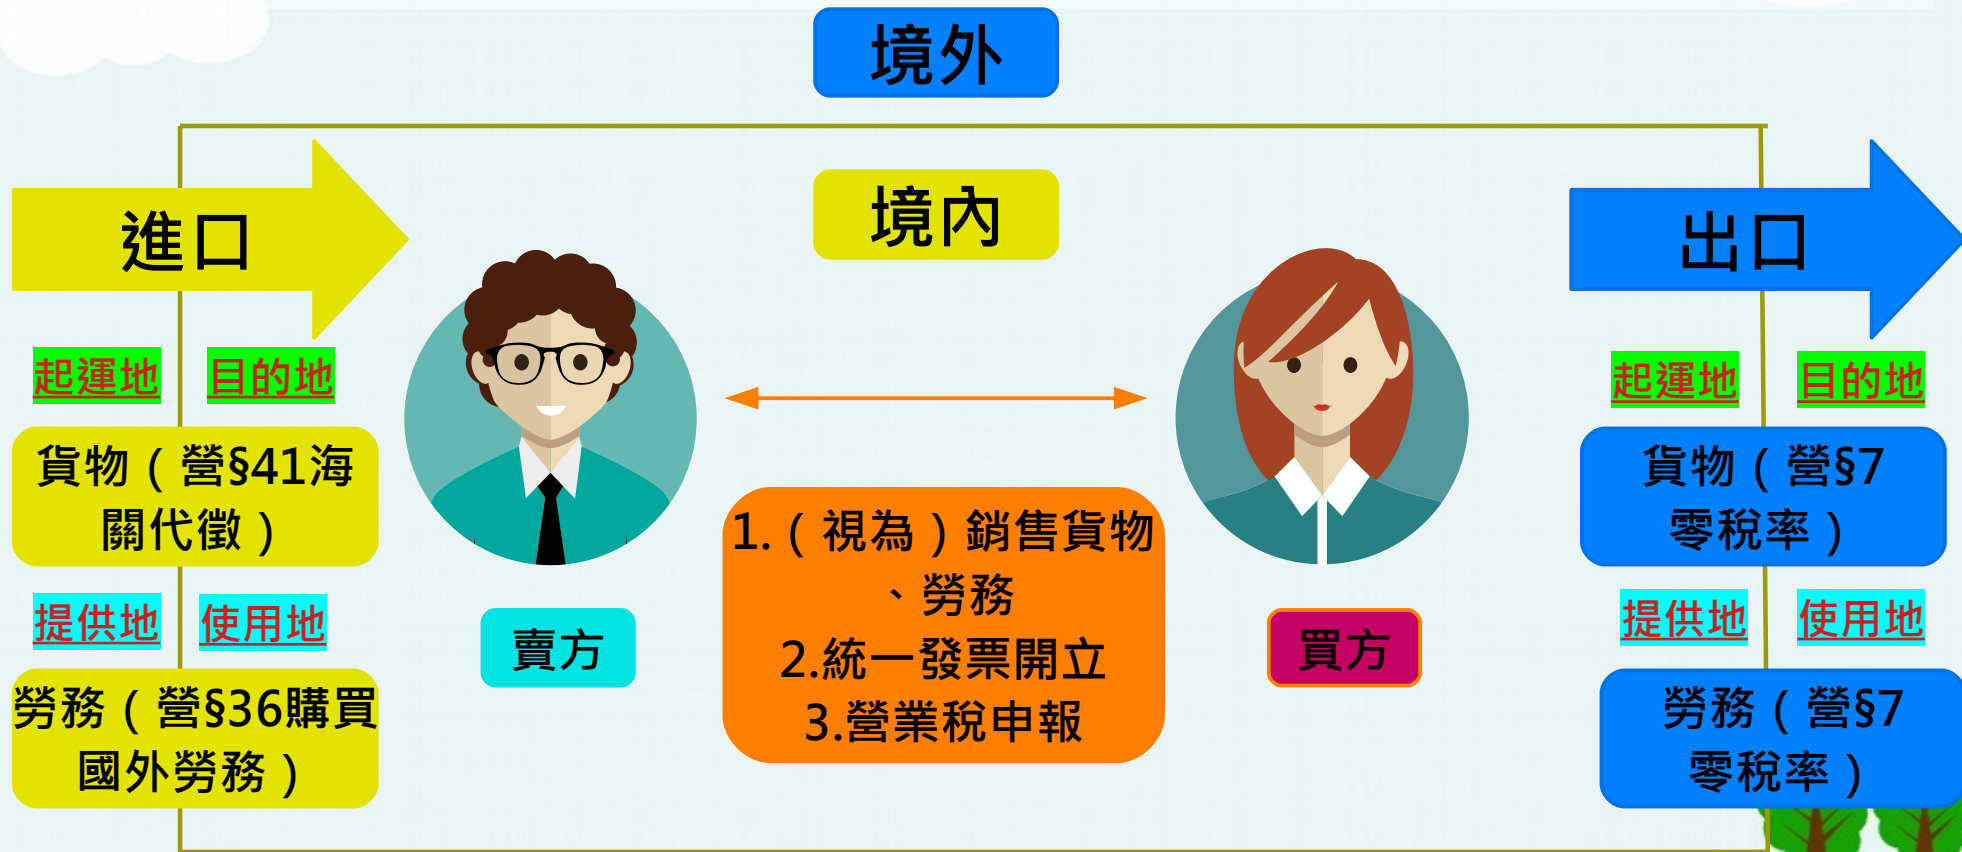 境外
境內
進口
出口
起運地 目的地
貨物（營§41海
關代徵）
提供地 使用地
勞務（營§36購買
國外勞務）
賣方
1.（視為）銷售貨物
、勞務
2.統一發票開立
3.營業稅申報
買方
起運地 目的地
貨物（營§7
零稅率）
提供地 使用地
勞務（營§7
零稅率）